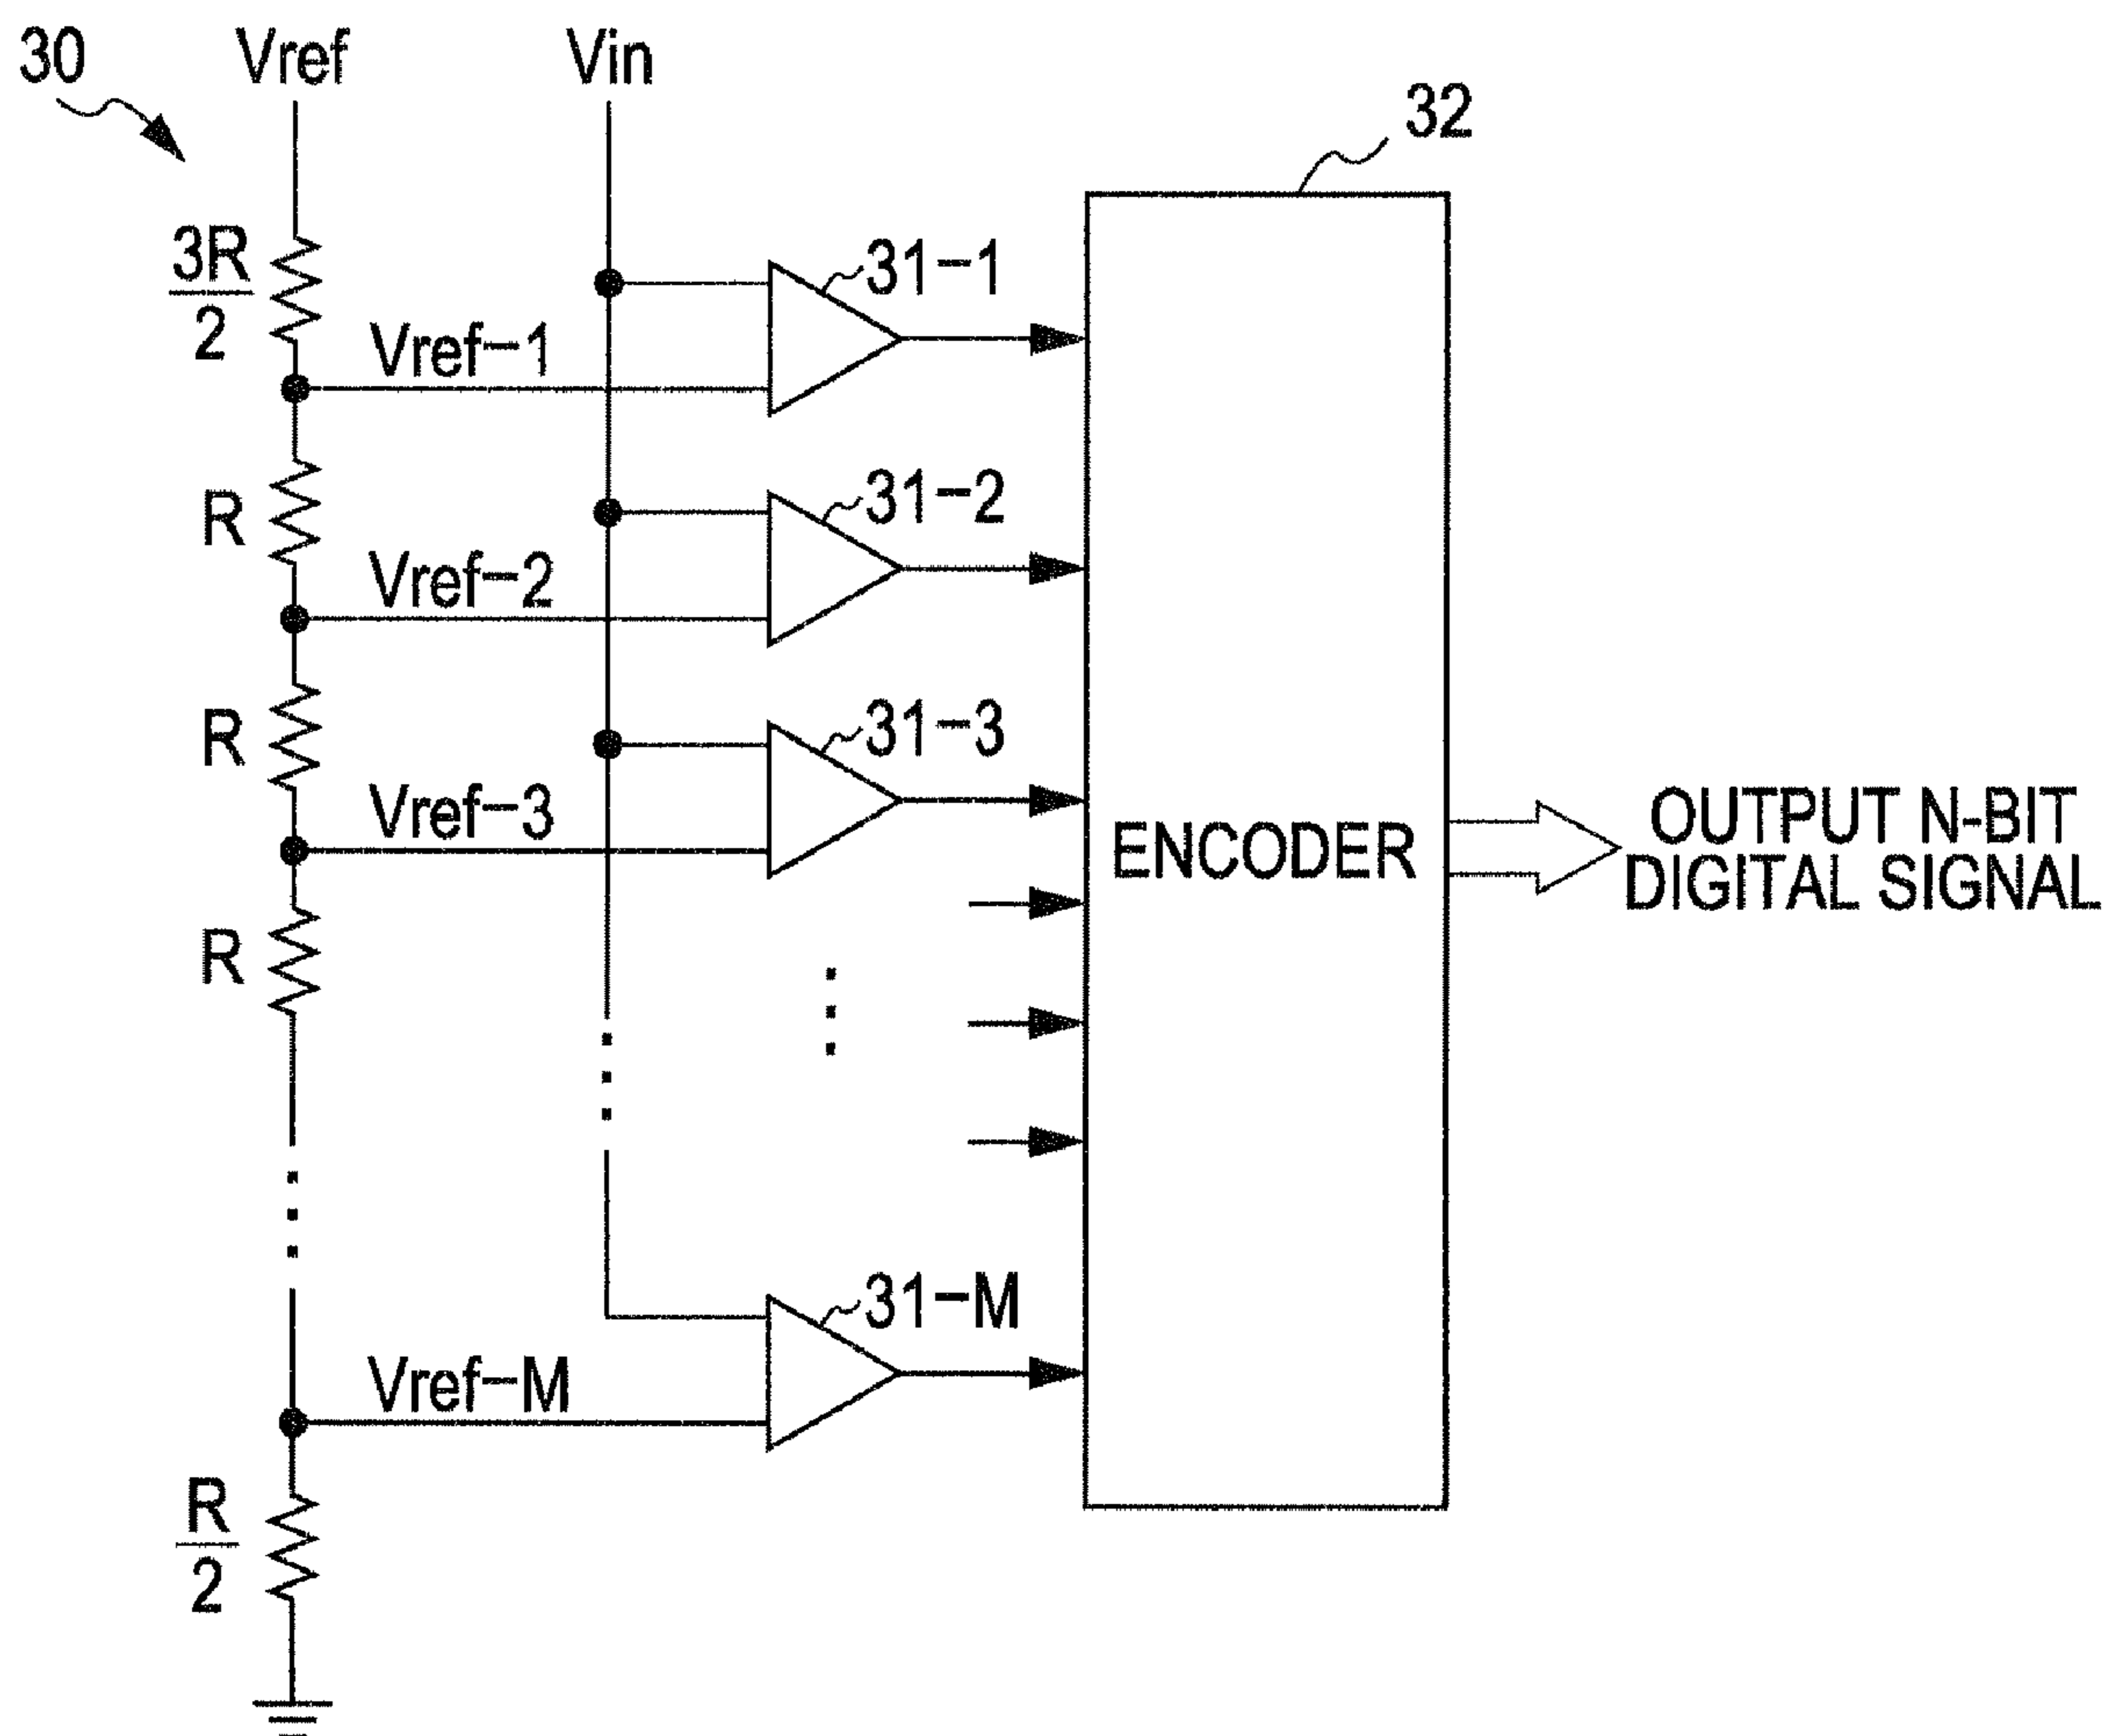 30
Vref
Vin
32
3R
2
31-1
Vref-1
R
31-2
Vref-2
R
31-3
Vref-3
R
ENCODER
OUTPUT N-BIT
DIGITAL SIGNAL
31-M
Vref-M
R
2